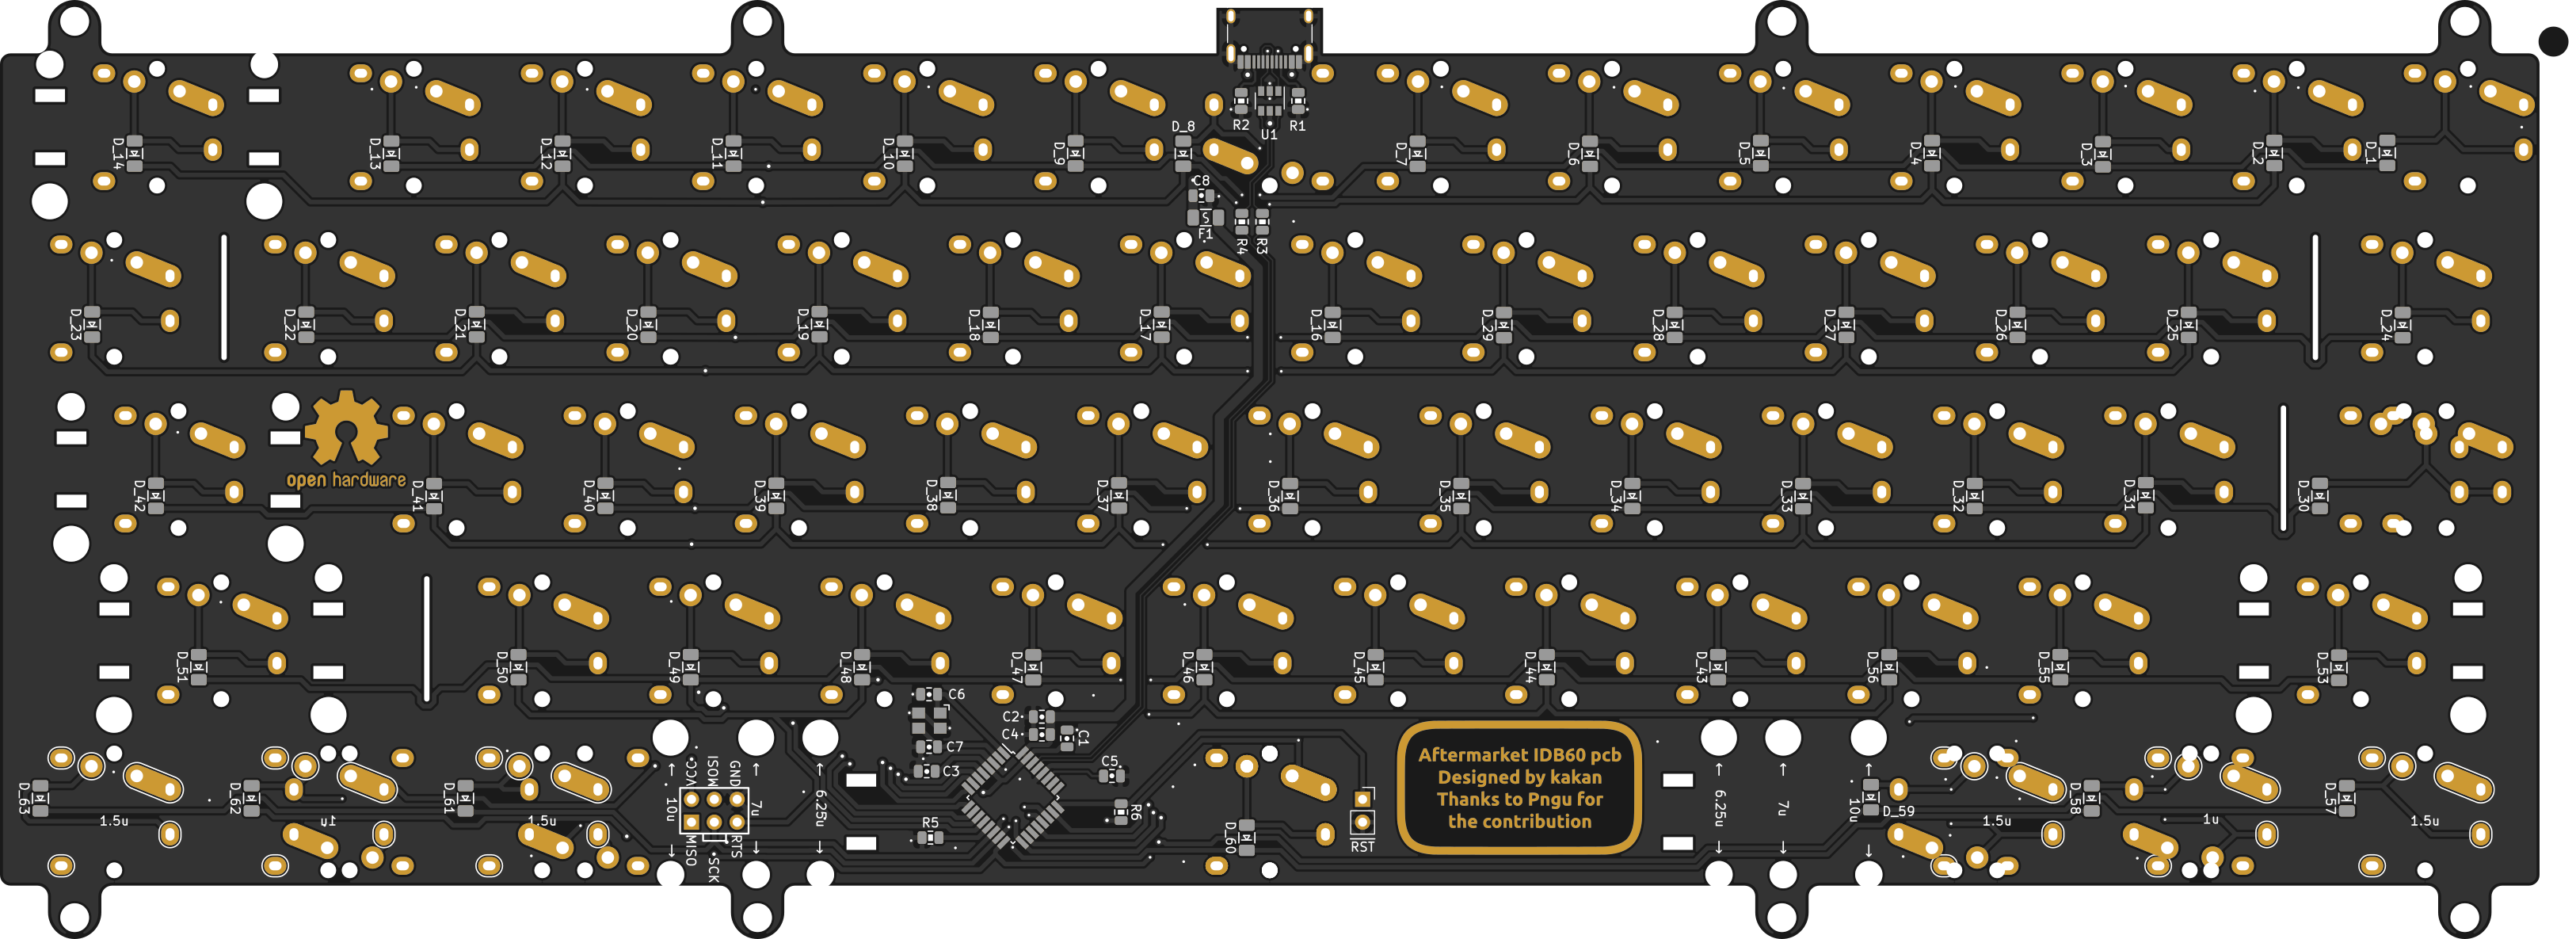 D_8
R2
U1
R1
D_14
D_13
D_12
D_11
D_10
D_9
D_7
D_6
D_5
D_4
D_3
D_2
D_1
C8
S
F1
R4
R3
D_23
D_22
D_21
D_20
D_19
D_18
D_17
D_16
D_29
D_28
D_27
D_26
D_25
D_24
open hardware
D_42
D_41
D_40
D_39
D_38
D_37
D_36
D_35
D_34
D_33
D_32
D_31
D_30
D_51
D_50
D_49
D_48
D_47
D_46
D_45
D_44
D_43
D_56
D_55
D_53
C6
C2
C4
C1
C7
C3
C5
R6
R5
D_63
1.5u
D_62
1u
D_61
1.5u
VCC
MOSI
GND
10u
7u
6.25u
MISO
SCK
RTS
D_60
RST
Aftermarket IDB60 pcb
Designed by kakan
Thanks to Pngu for
the contribution
6.25u
7u
10u
D_59
1.5u
D_58
1u
D_57
1.5u